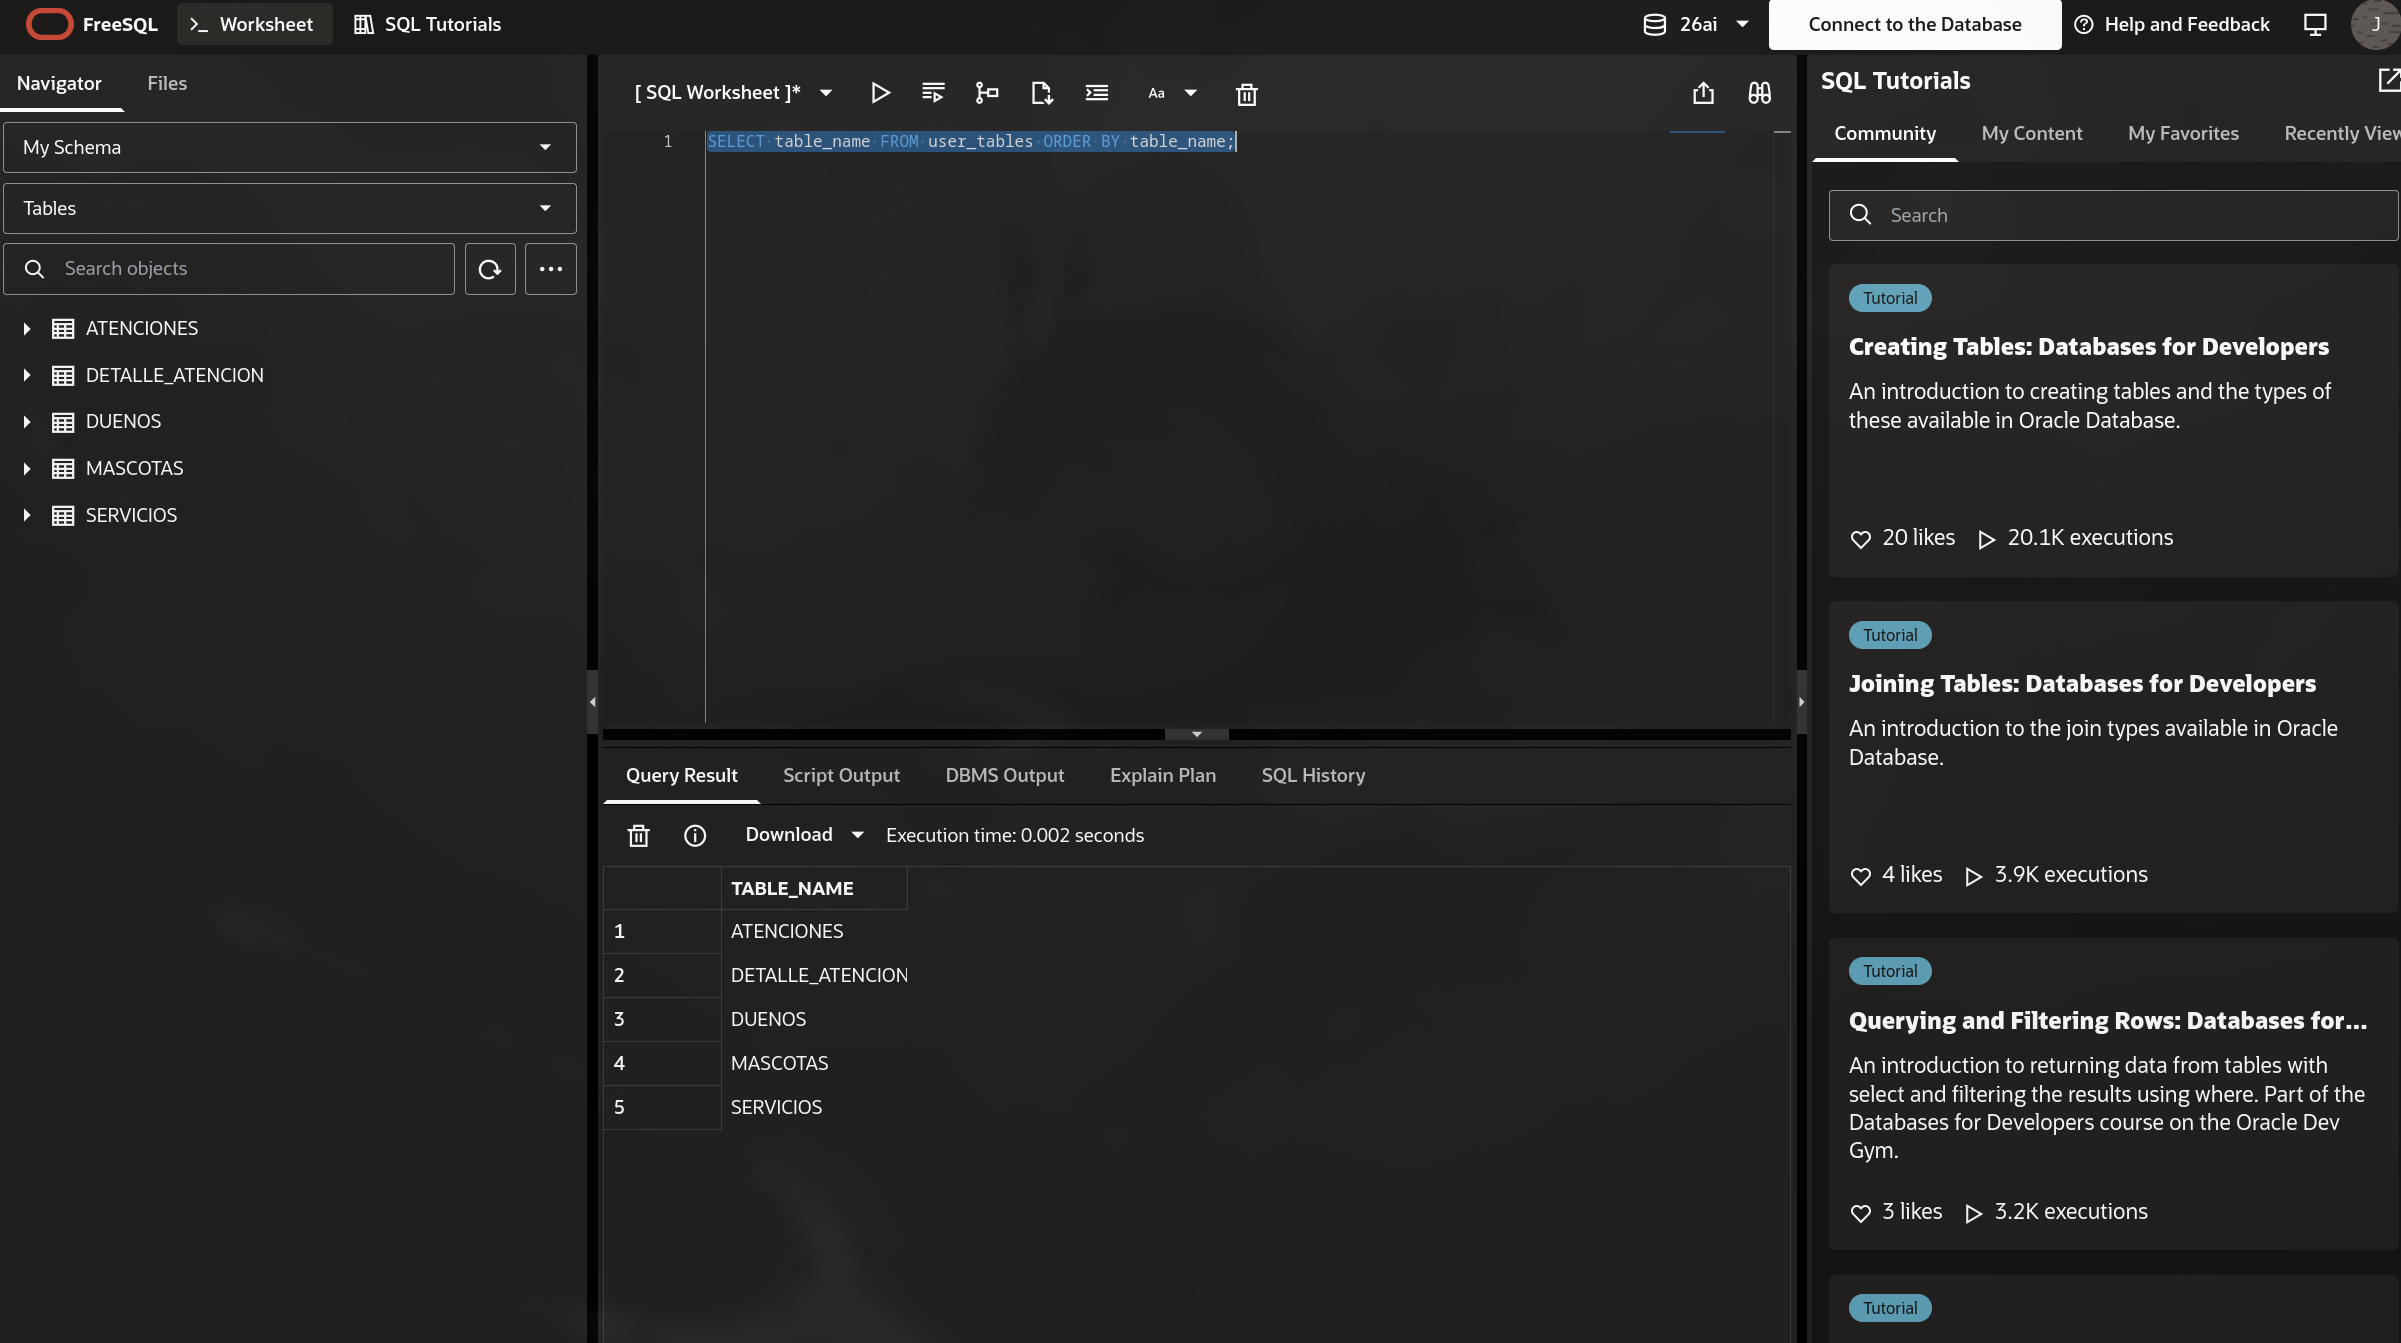 FreeSQL
Worksheet
SQL Tutorials
26ai
Connect to the Database
Help and Feedback
J
Navigator
Files
My Schema
Tables
Search objects
ATENCIONES
DETALLE_ATENCION
DUENOS
MASCOTAS
SERVICIOS
[ SQL Worksheet ]*
Aa
1
SELECT table_name FROM user_tables ORDER BY table_name;
Query Result
Script Output
DBMS Output
Explain Plan
SQL History
Download
Execution time: 0.002 seconds
TABLE_NAME
1 ATENCIONES
2 DETALLE_ATENCION
3 DUENOS
4 MASCOTAS
5 SERVICIOS
SQL Tutorials
Community
My Content
My Favorites
Recently View
Search
Tutorial
Creating Tables: Databases for Developers
An introduction to creating tables and the types of
these available in Oracle Database.
20 likes
20.1K executions
Tutorial
Joining Tables: Databases for Developers
An introduction to the join types available in Oracle
Database.
4 likes
3.9K executions
Tutorial
Querying and Filtering Rows: Databases for...
An introduction to returning data from tables with
select and filtering the results using where. Part of the
Databases for Developers course on the Oracle Dev
Gym.
3 likes
3.2K executions
Tutorial